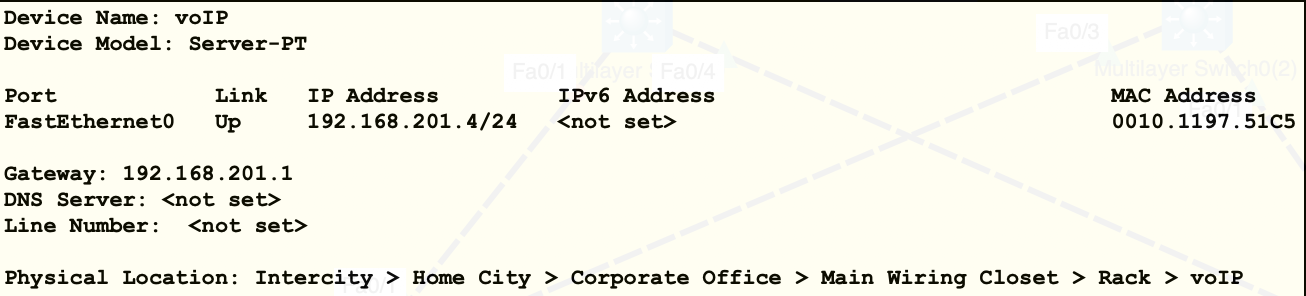 Device Name: voIP
Device Model: Server-PT
Port Link IP Address IPv6 Address MAC Address
FastEthernet0 Up 192.168.201.4/24 <not set> 0010.1197.51C5
Gateway: 192.168.201.1
DNS Server: <not set>
Line Number: <not set>
Physical Location: Intercity > Home City > Corporate Office > Main Wiring Closet > Rack > voIP
Fa0/3
Fa0/1
Fa0/4
Multilayer Switch0(2)
Fa0/1